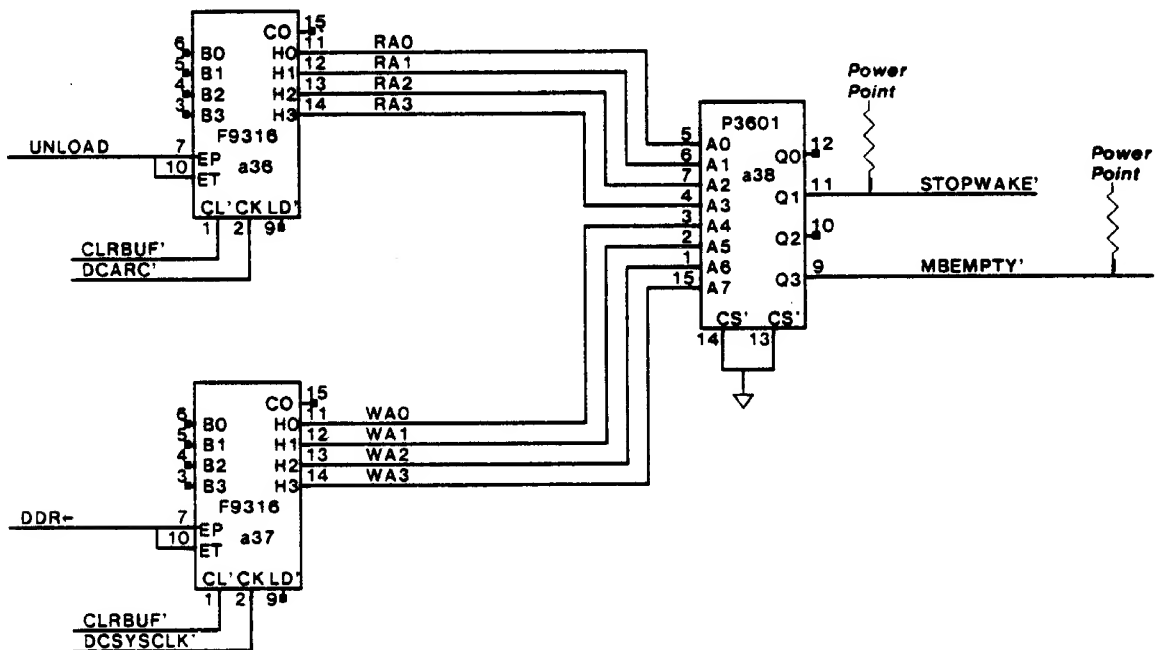 15
CO
11
6
B0
H0
RA0
5
B1
12
H1
RA1
4
B2
13
H2
RA2
3
B3
14
H3
RA3
F9316
UNLOAD
7
EP
a36
10
ET
CL' CK LD'
1
2
9
CLRBUF'
DCARC'
Power
Point
P3601
5
A0
Q0
12
6
A1
a38
7
A2
Q1
11
STOPWAKE'
4
A3
3
A4
Q2
10
2
A5
1
A6
Q3
9
MBEMPTY'
15
A7
CS' CS'
14
13
Power
Point
15
CO
11
6
B0
H0
WA0
5
B1
12
H1
WA1
4
B2
13
H2
WA2
3
B3
14
H3
WA3
F9316
DDR←
7
EP
a37
10
ET
CL' CK LD'
1
2
9
CLRBUF'
DCSYSCLK'